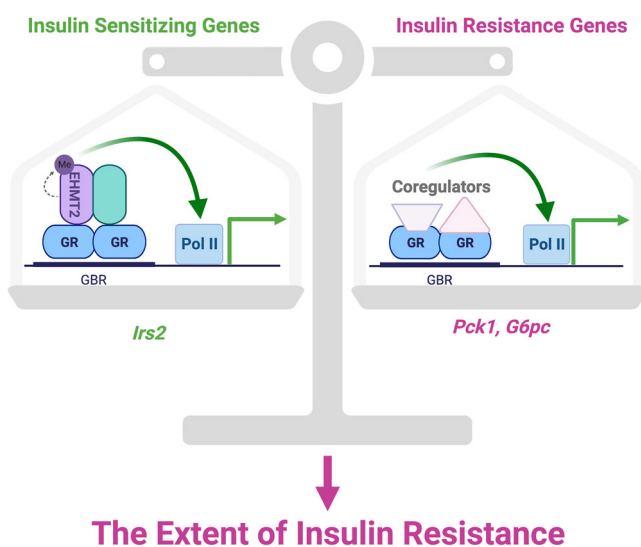 Insulin Sensitizing Genes
Insulin Resistance Genes
Me
EHMT2
GR
GR
Pol II
GBR
Irs2
Coregulators
GR
GR
Pol II
GBR
Pck1, G6pc
The Extent of Insulin Resistance